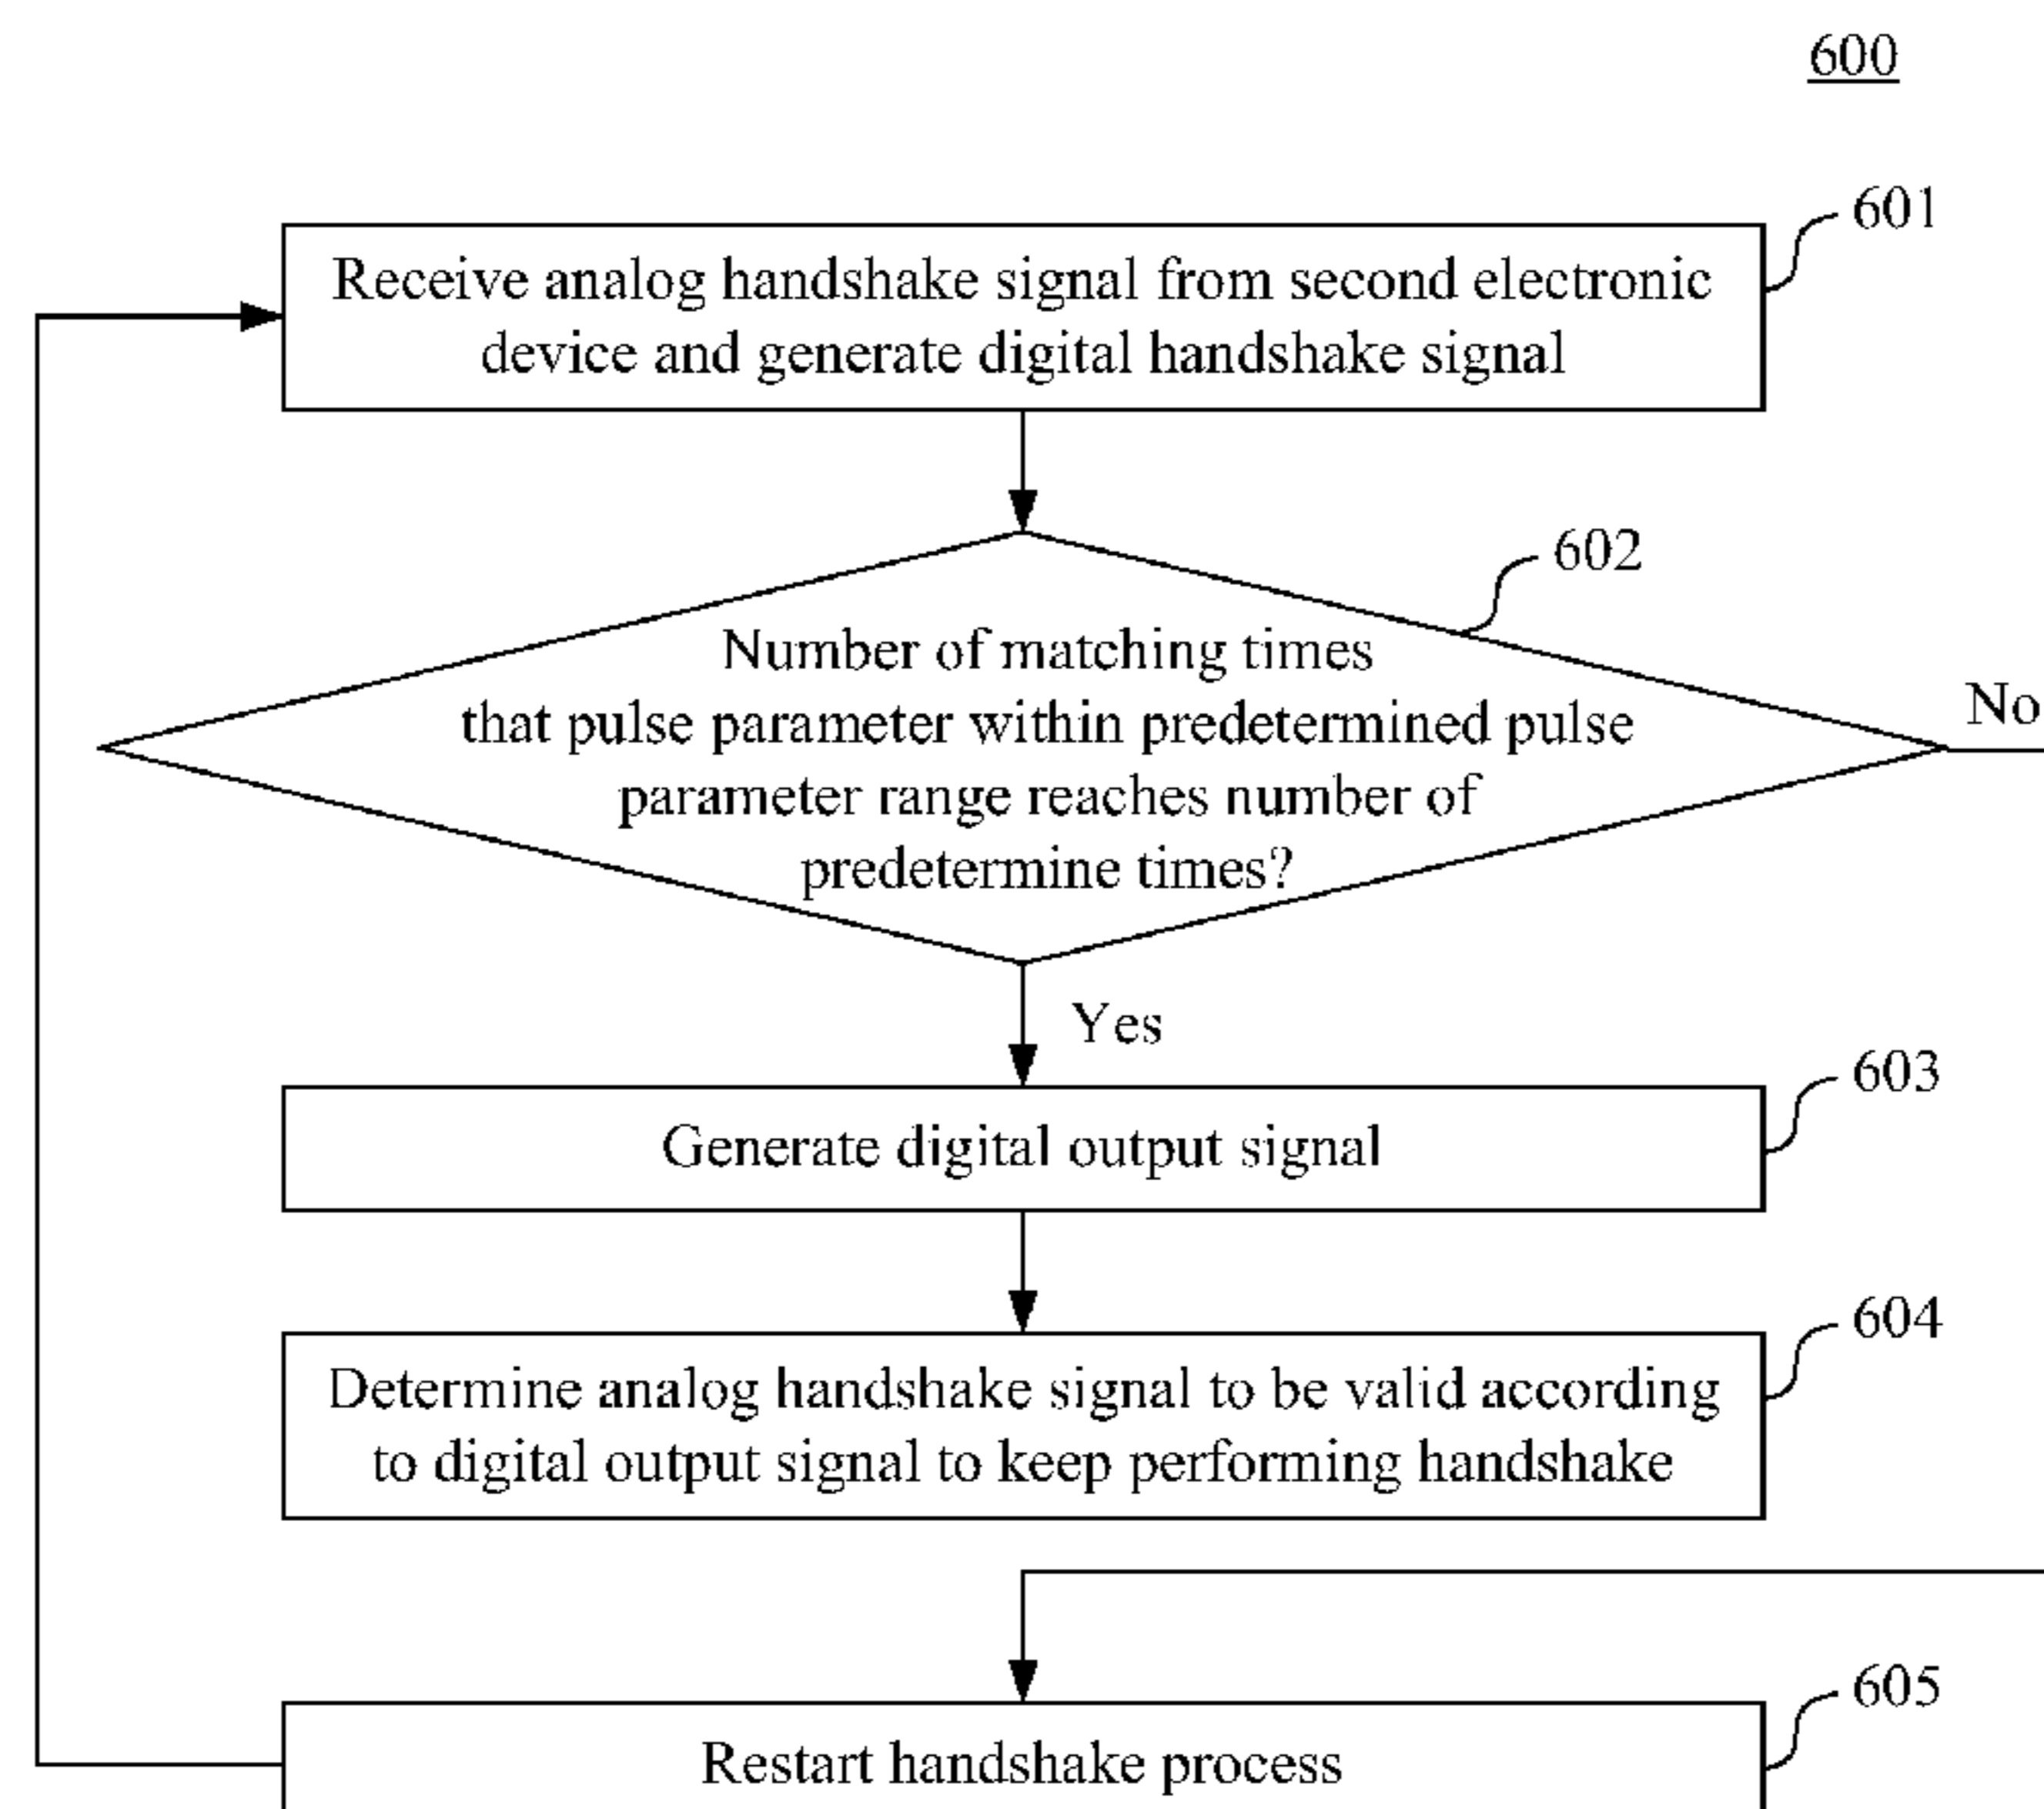 600
601
Receive analog handshake signal from second electronic
device and generate digital handshake signal
602
Number of matching times
that pulse parameter within predetermined pulse
parameter range reaches number of
predetermine times?
No
Yes
603
Generate digital output signal
604
Determine analog handshake signal to be valid according
to digital output signal to keep performing handshake
605
Restart handshake process